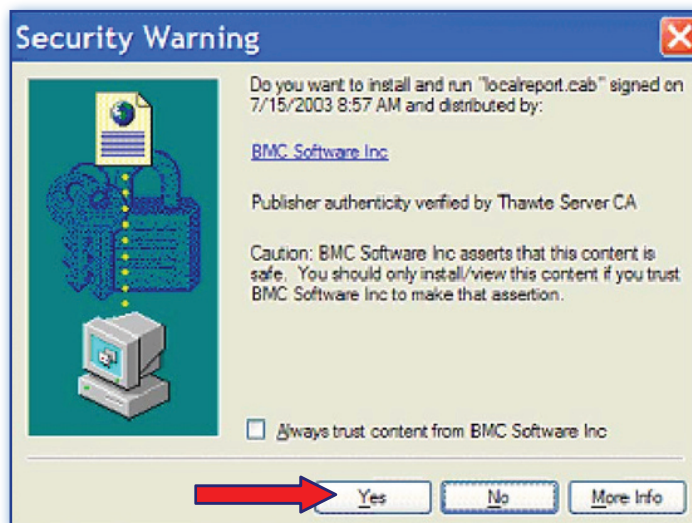 Security Warning
Do you want to install and run "localreport.cab" signed on
7/15/2003 8:57 AM and distributed by:
BMC Software Inc
Publisher authenticity verified by Thawte Server CA
Caution: BMC Software Inc asserts that this content is
safe. You should only install/view this content if you trust
BMC Software Inc to make that assertion.
Always trust content from BMC Software Inc
Yes No More Info